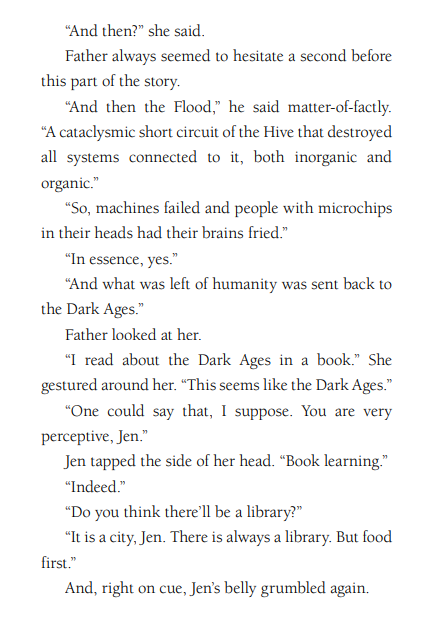 “And then?” she said.
Father always seemed to hesitate a second before
this part of the story.
“And then the Flood,” he said matter-of-factly.
“A cataclysmic short circuit of the Hive that destroyed
all systems connected to it, both inorganic and
organic.”
“So, machines failed and people with microchips
in their heads had their brains fried.”
“In essence, yes.”
“And what was left of humanity was sent back to
the Dark Ages.”
Father looked at her.
“I read about the Dark Ages in a book.” She
gestured around her. “This seems like the Dark Ages.”
“One could say that, I suppose. You are very
perceptive, Jen.”
Jen tapped the side of her head. “Book learning.”
“Indeed.”
“Do you think there’ll be a library?”
“It is a city, Jen. There is always a library. But food
first.”
And, right on cue, Jen’s belly grumbled again.